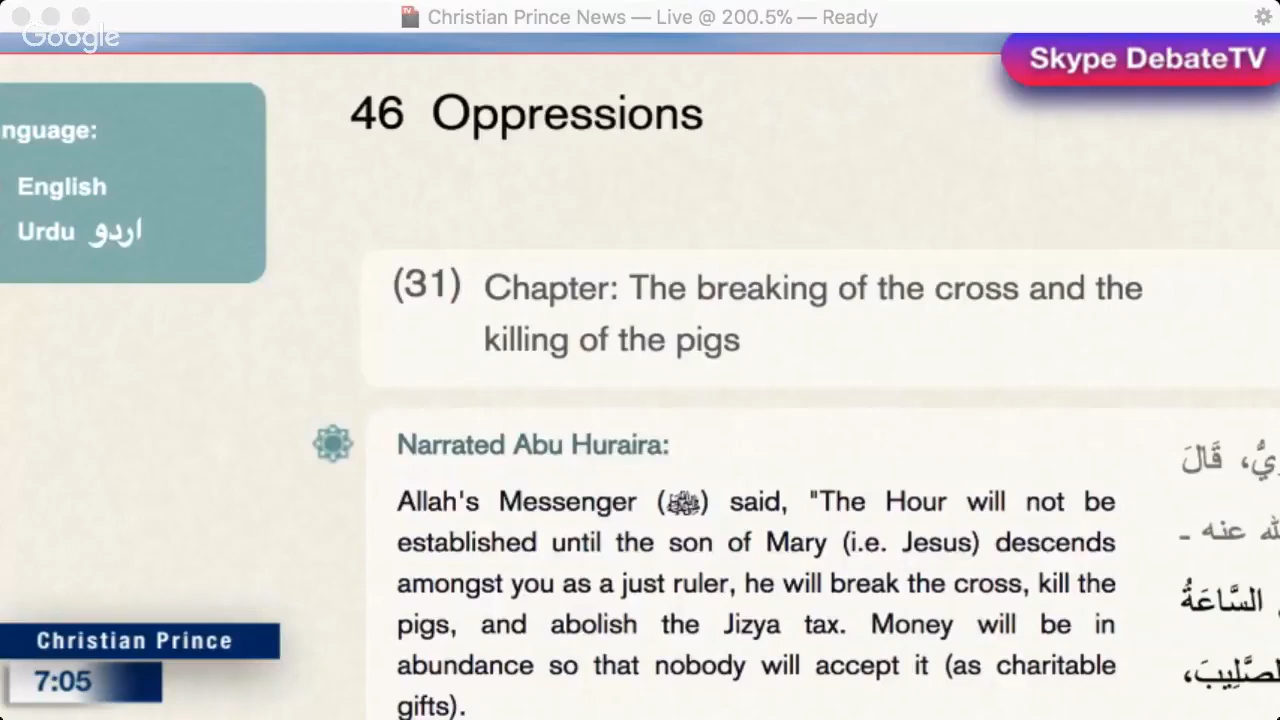 Christian Prince News — Live @ 200.5% — Ready
Google
Skype DebateTV
nguage:
English
Urdu اردو
46 Oppressions
(31) Chapter: The breaking of the cross and the
killing of the pigs
Narrated Abu Huraira:
Allah's Messenger (ﷺ) said, "The Hour will not be
established until the son of Mary (i.e. Jesus) descends
amongst you as a just ruler, he will break the cross, kill the
pigs, and abolish the Jizya tax. Money will be in
abundance so that nobody will accept it (as charitable
gifts).
قَالَ
عنه ـ
السَّاعَةُ
Christian Prince
7:05